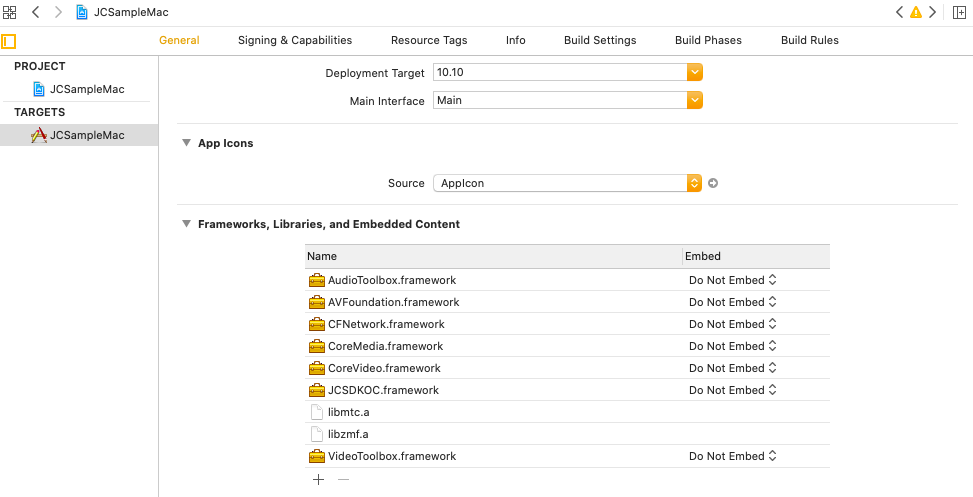 JCSampleMac
General Signing & Capabilities Resource Tags Info Build Settings Build Phases Build Rules
PROJECT
JCSampleMac
TARGETS
JCSampleMac
Deployment Target 10.10
Main Interface Main
App Icons
Source AppIcon
Frameworks, Libraries, and Embedded Content
Name Embed
AudioToolbox.framework Do Not Embed
AVFoundation.framework Do Not Embed
CFNetwork.framework Do Not Embed
CoreMedia.framework Do Not Embed
CoreVideo.framework Do Not Embed
JCSDKOC.framework Do Not Embed
libmtc.a
libzmf.a
VideoToolbox.framework Do Not Embed